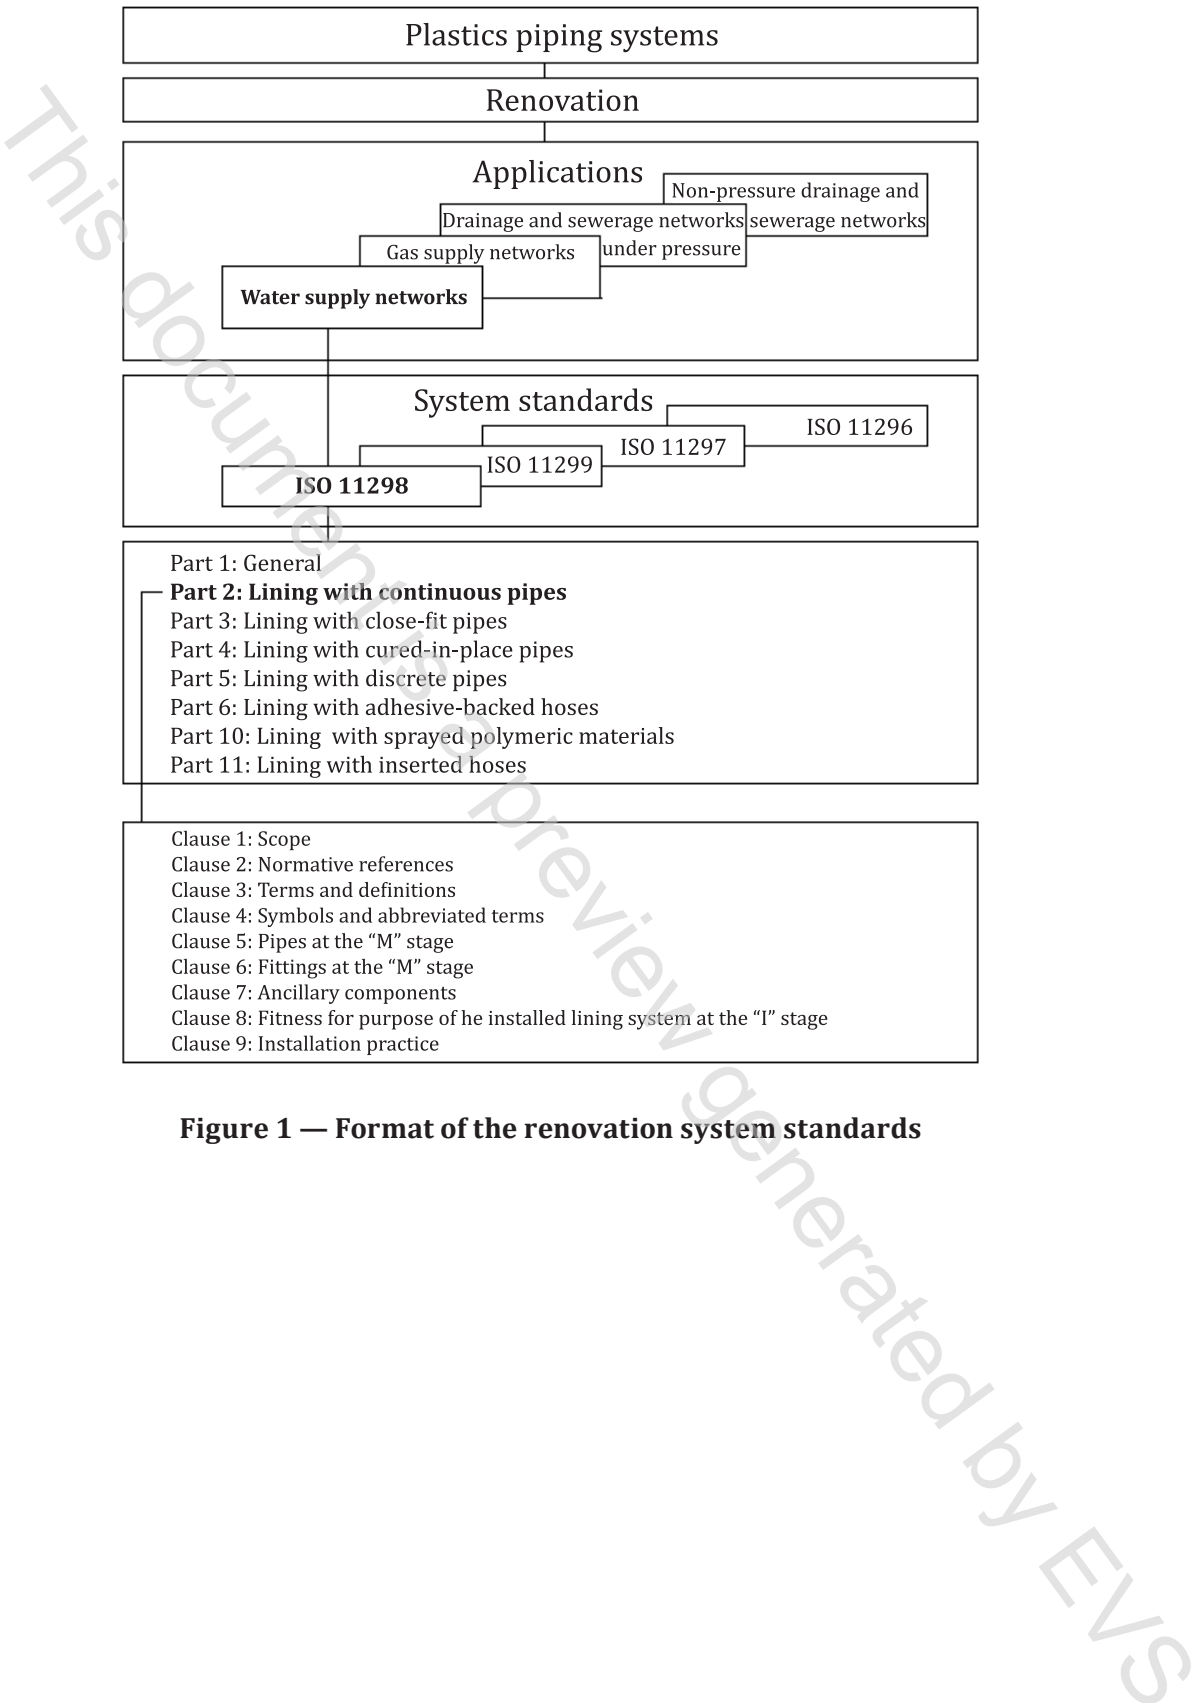 Plastics piping systems
Renovation
Applications
Non-pressure drainage and
sewerage networks
Drainage and sewerage networks
under pressure
Gas supply networks
Water supply networks
System standards
ISO 11296
ISO 11297
ISO 11299
ISO 11298
Part 1: General
Part 2: Lining with continuous pipes
Part 3: Lining with close-fit pipes
Part 4: Lining with cured-in-place pipes
Part 5: Lining with discrete pipes
Part 6: Lining with adhesive-backed hoses
Part 10: Lining  with sprayed polymeric materials
Part 11: Lining with inserted hoses
Clause 1: Scope
Clause 2: Normative references
Clause 3: Terms and definitions
Clause 4: Symbols and abbreviated terms
Clause 5: Pipes at the “M” stage
Clause 6: Fittings at the “M” stage
Clause 7: Ancillary components
Clause 8: Fitness for purpose of he installed lining system at the “I” stage
Clause 9: Installation practice
Figure 1 — Format of the renovation system standards
This document is a preview generated by EVS